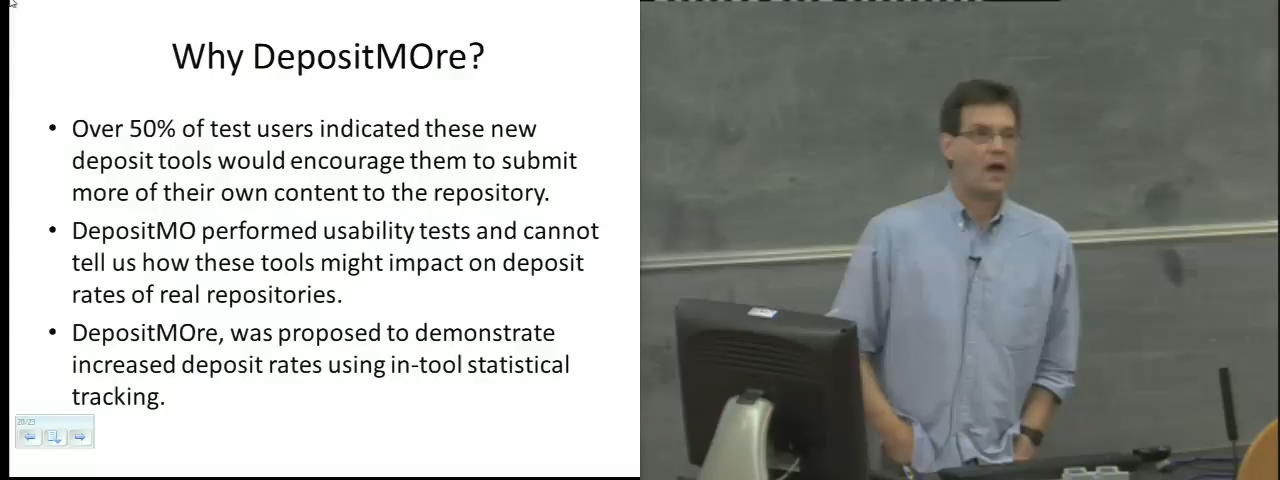 Why DepositMOre?
• Over 50% of test users indicated these new
deposit tools would encourage them to submit
more of their own content to the repository.
• DepositMO performed usability tests and cannot
tell us how these tools might impact on deposit
rates of real repositories.
• DepositMOre, was proposed to demonstrate
increased deposit rates using in-tool statistical
tracking.
20/23